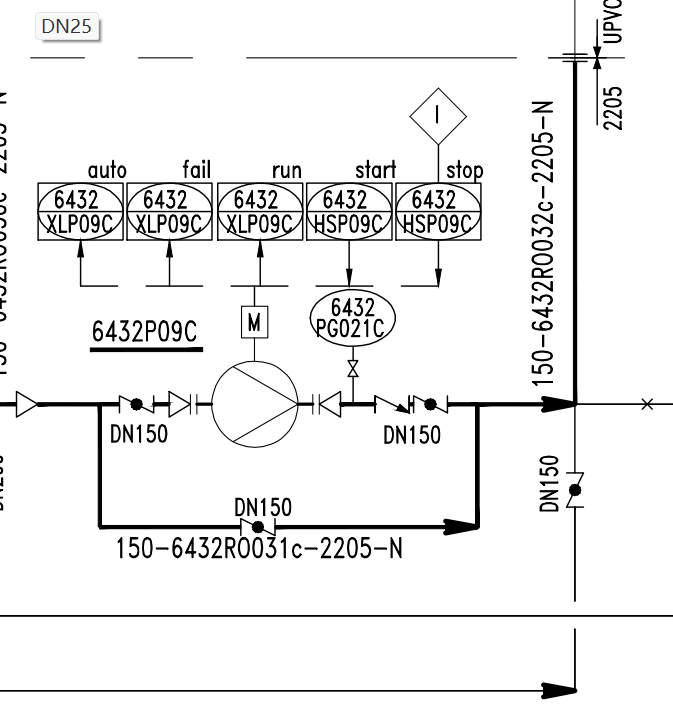 DN25
UPVC
2205
I
auto
fail
run
start
stop
6432
XLP09C
6432
XLP09C
6432
XLP09C
6432
HSP09C
6432
HSP09C
150-6432R0032c-2205-N
6432
PG021C
M
6432P09C
DN150
DN150
DN150
DN150
150-6432R0031c-2205-N